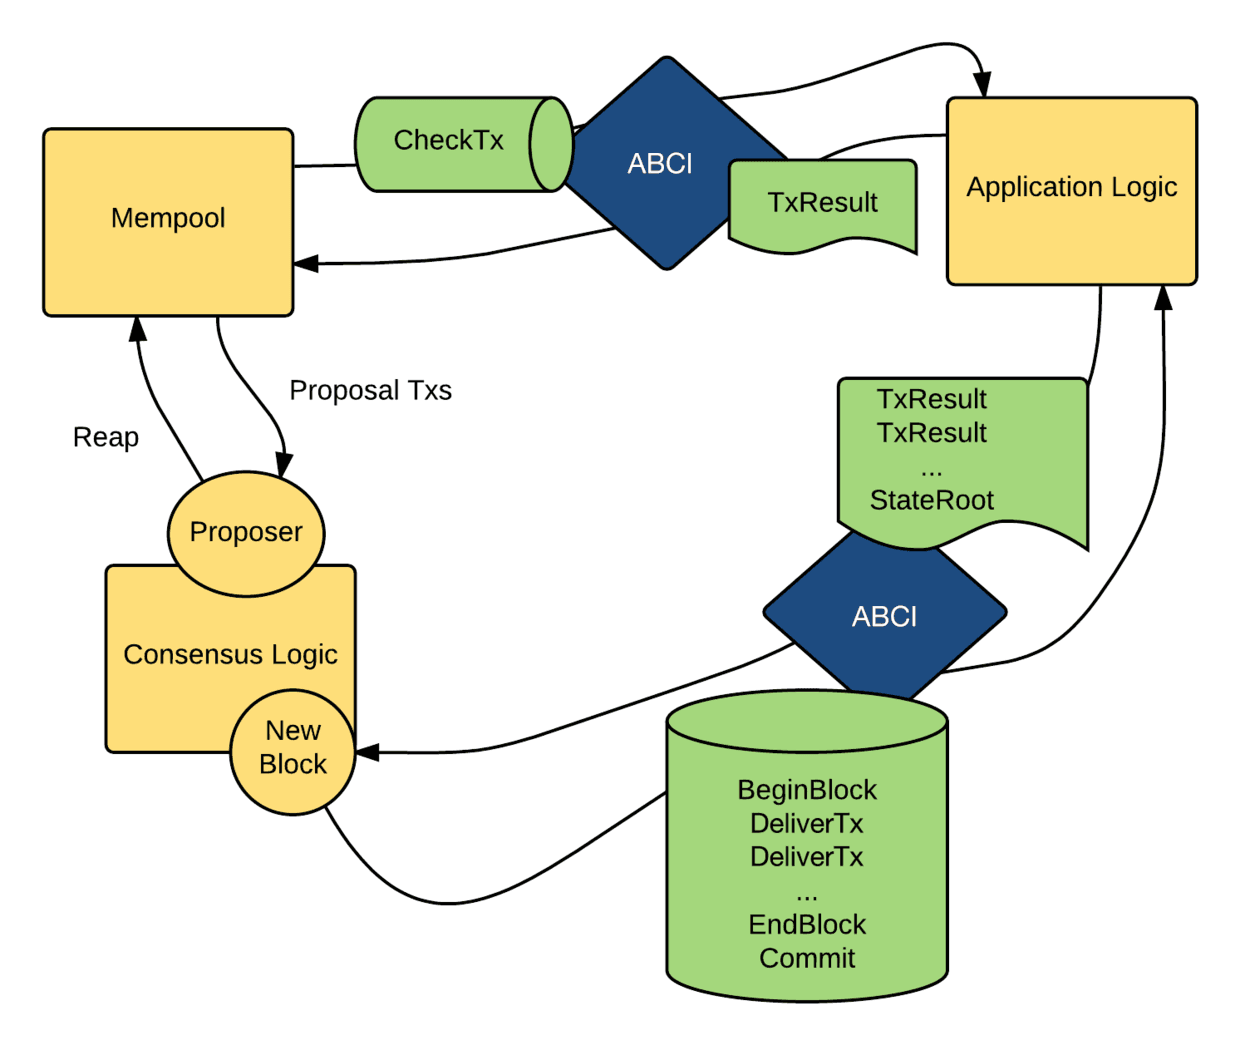 CheckTx
ABCI
TxResult
Application Logic
Mempool
Proposal Txs
Reap
Proposer
Consensus Logic
New
Block
TxResult
TxResult
...
StateRoot
ABCI
BeginBlock
DeliverTx
DeliverTx
...
EndBlock
Commit